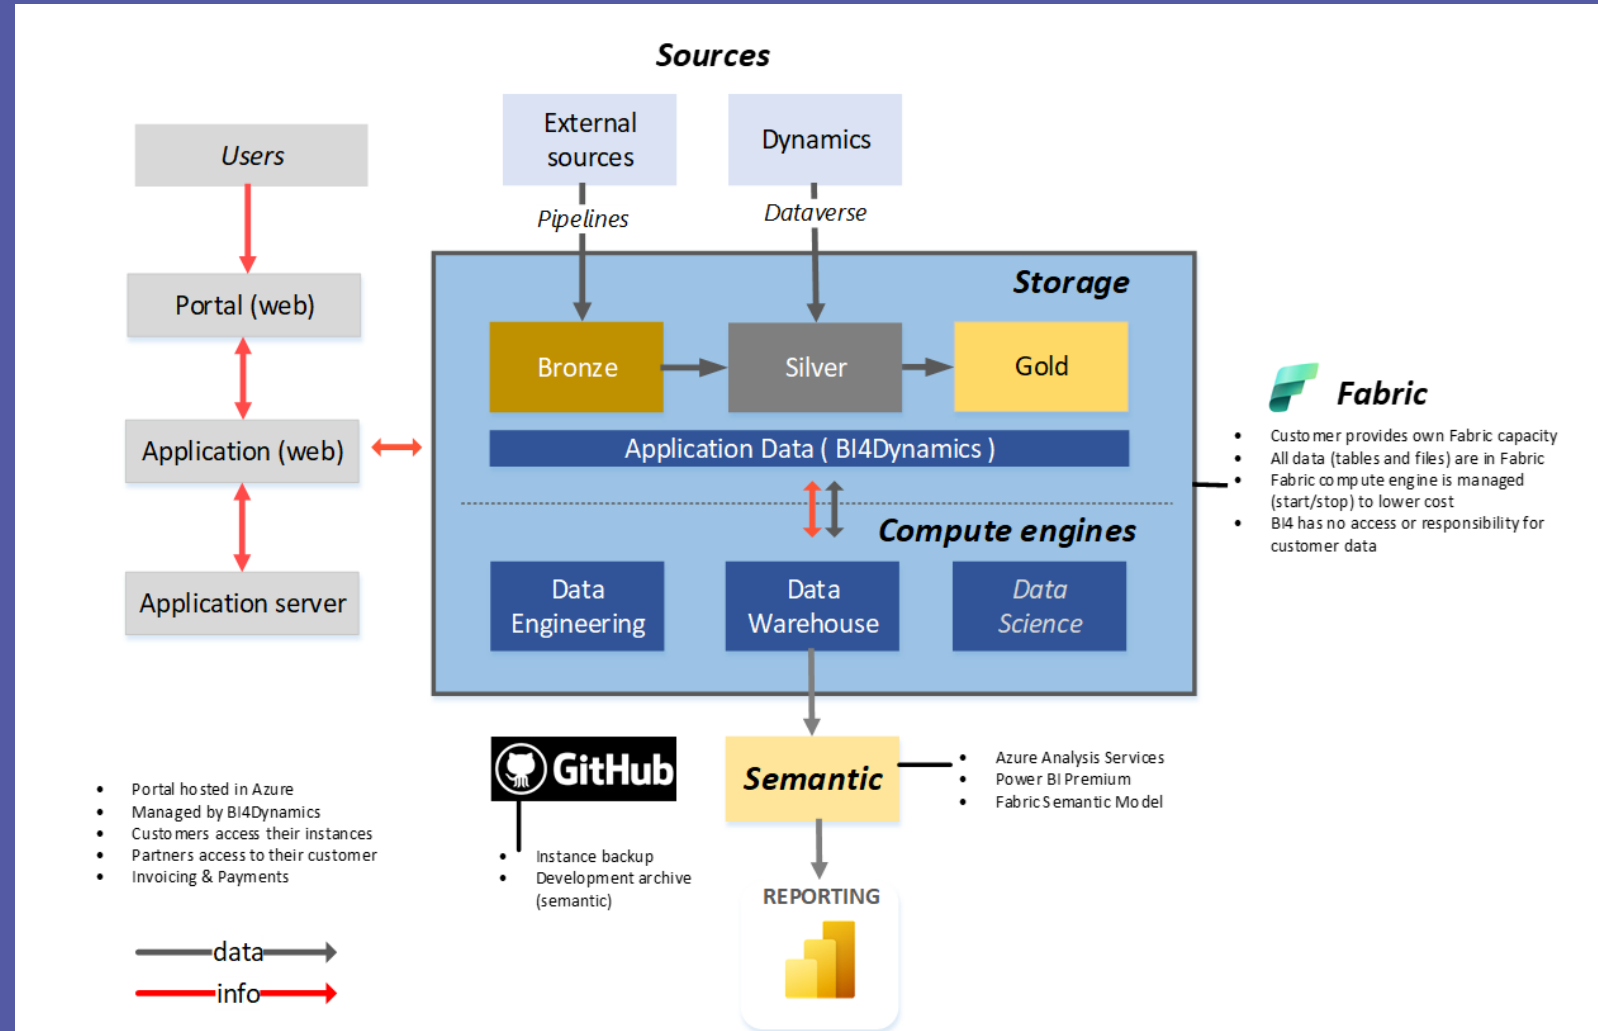 Sources
Users
External
sources
Dynamics
Pipelines
Dataverse
Portal (web)
Application (web)
Application server
Storage
Bronze
Silver
Gold
Application Data ( BI4Dynamics )
Compute engines
Data
Engineering
Data
Warehouse
Data
Science
Fabric
• Customer provides own Fabric capacity
• All data (tables and files) are in Fabric
• Fabric compute engine is managed
(start/stop) to lower cost
• BI4 has no access or responsibility for
customer data
GitHub
• Instance backup
• Development archive
(semantic)
Semantic
• Azure Analysis Services
• Power BI Premium
• Fabric Semantic Model
REPORTING
• Portal hosted in Azure
• Managed by BI4Dynamics
• Customers access their instances
• Partners access to their customer
• Invoicing & Payments
data
info